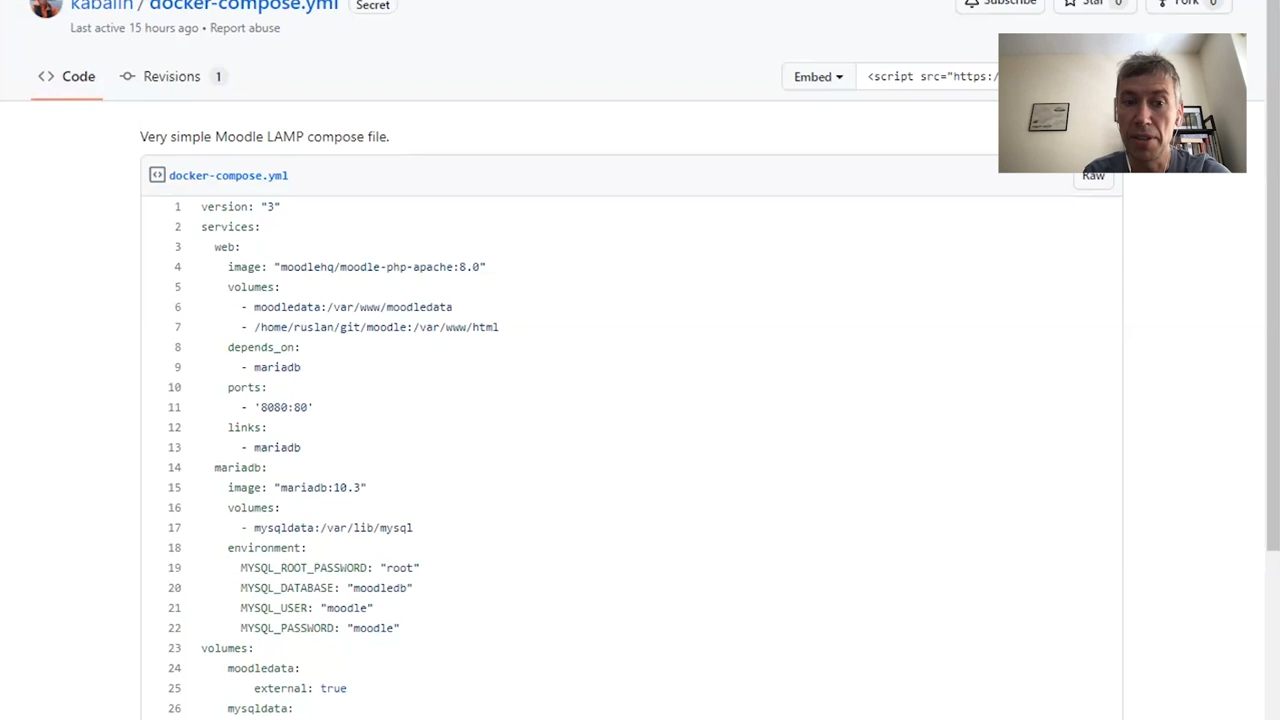 kabalin / docker-compose.yml Secret
Subscribe Star 0 Fork 0
Last active 15 hours ago • Report abuse
<> Code Revisions 1
Embed <script src="https:/
Very simple Moodle LAMP compose file.
docker-compose.yml Raw
1 version: "3"
2 services:
3 web:
4 image: "moodlehq/moodle-php-apache:8.0"
5 volumes:
6 - moodledata:/var/www/moodledata
7 - /home/ruslan/git/moodle:/var/www/html
8 depends_on:
9 - mariadb
10 ports:
11 - '8080:80'
12 links:
13 - mariadb
14 mariadb:
15 image: "mariadb:10.3"
16 volumes:
17 - mysqldata:/var/lib/mysql
18 environment:
19 MYSQL_ROOT_PASSWORD: "root"
20 MYSQL_DATABASE: "moodledb"
21 MYSQL_USER: "moodle"
22 MYSQL_PASSWORD: "moodle"
23 volumes:
24 moodledata:
25 external: true
26 mysqldata: